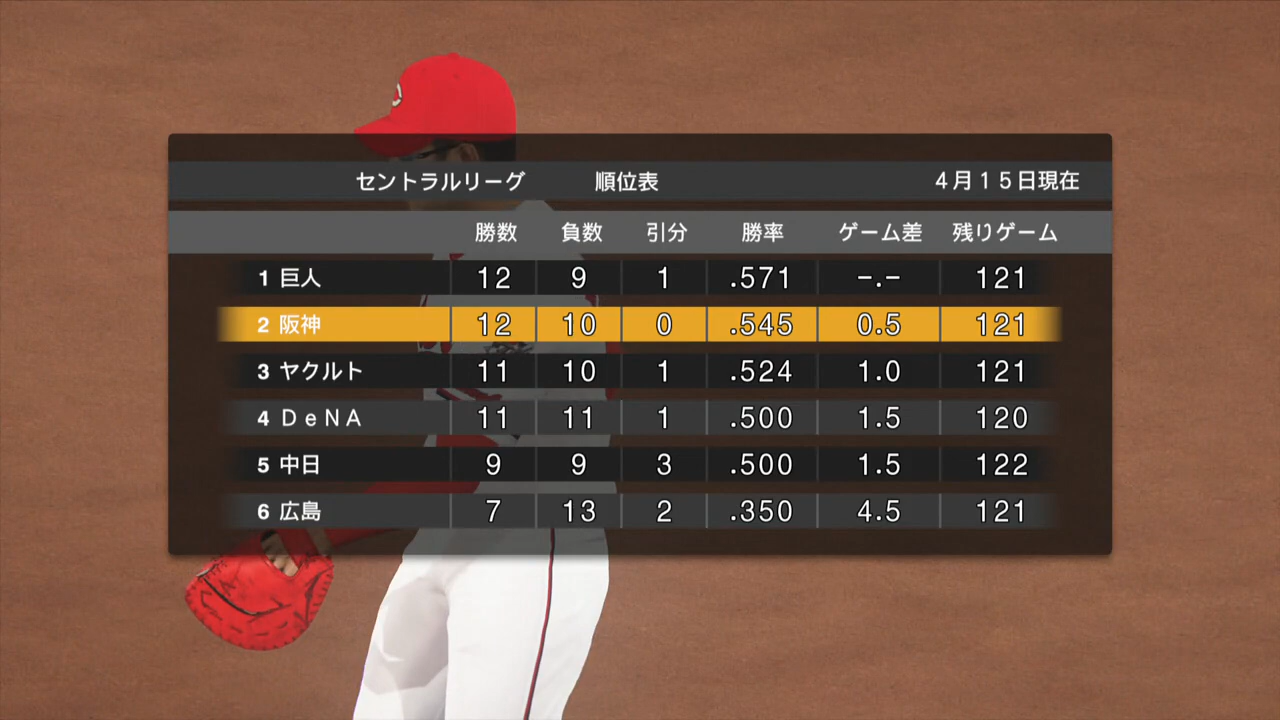 セントラルリーグ 順位表 ４月１５日現在
勝数 負数 引分 勝率 ゲーム差 残りゲーム
1 巨人 12 9 1 .571 -.- 121
2 阪神 12 10 0 .545 0.5 121
3 ヤクルト 11 10 1 .524 1.0 121
4 ＤｅＮＡ 11 11 1 .500 1.5 120
5 中日 9 9 3 .500 1.5 122
6 広島 7 13 2 .350 4.5 121